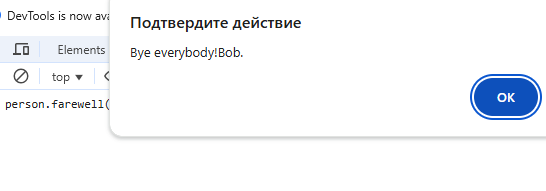 DevTools is now ava
Подтвердите действие
Bye everybody!Bob.
Elements
top
person.farewell(
OK